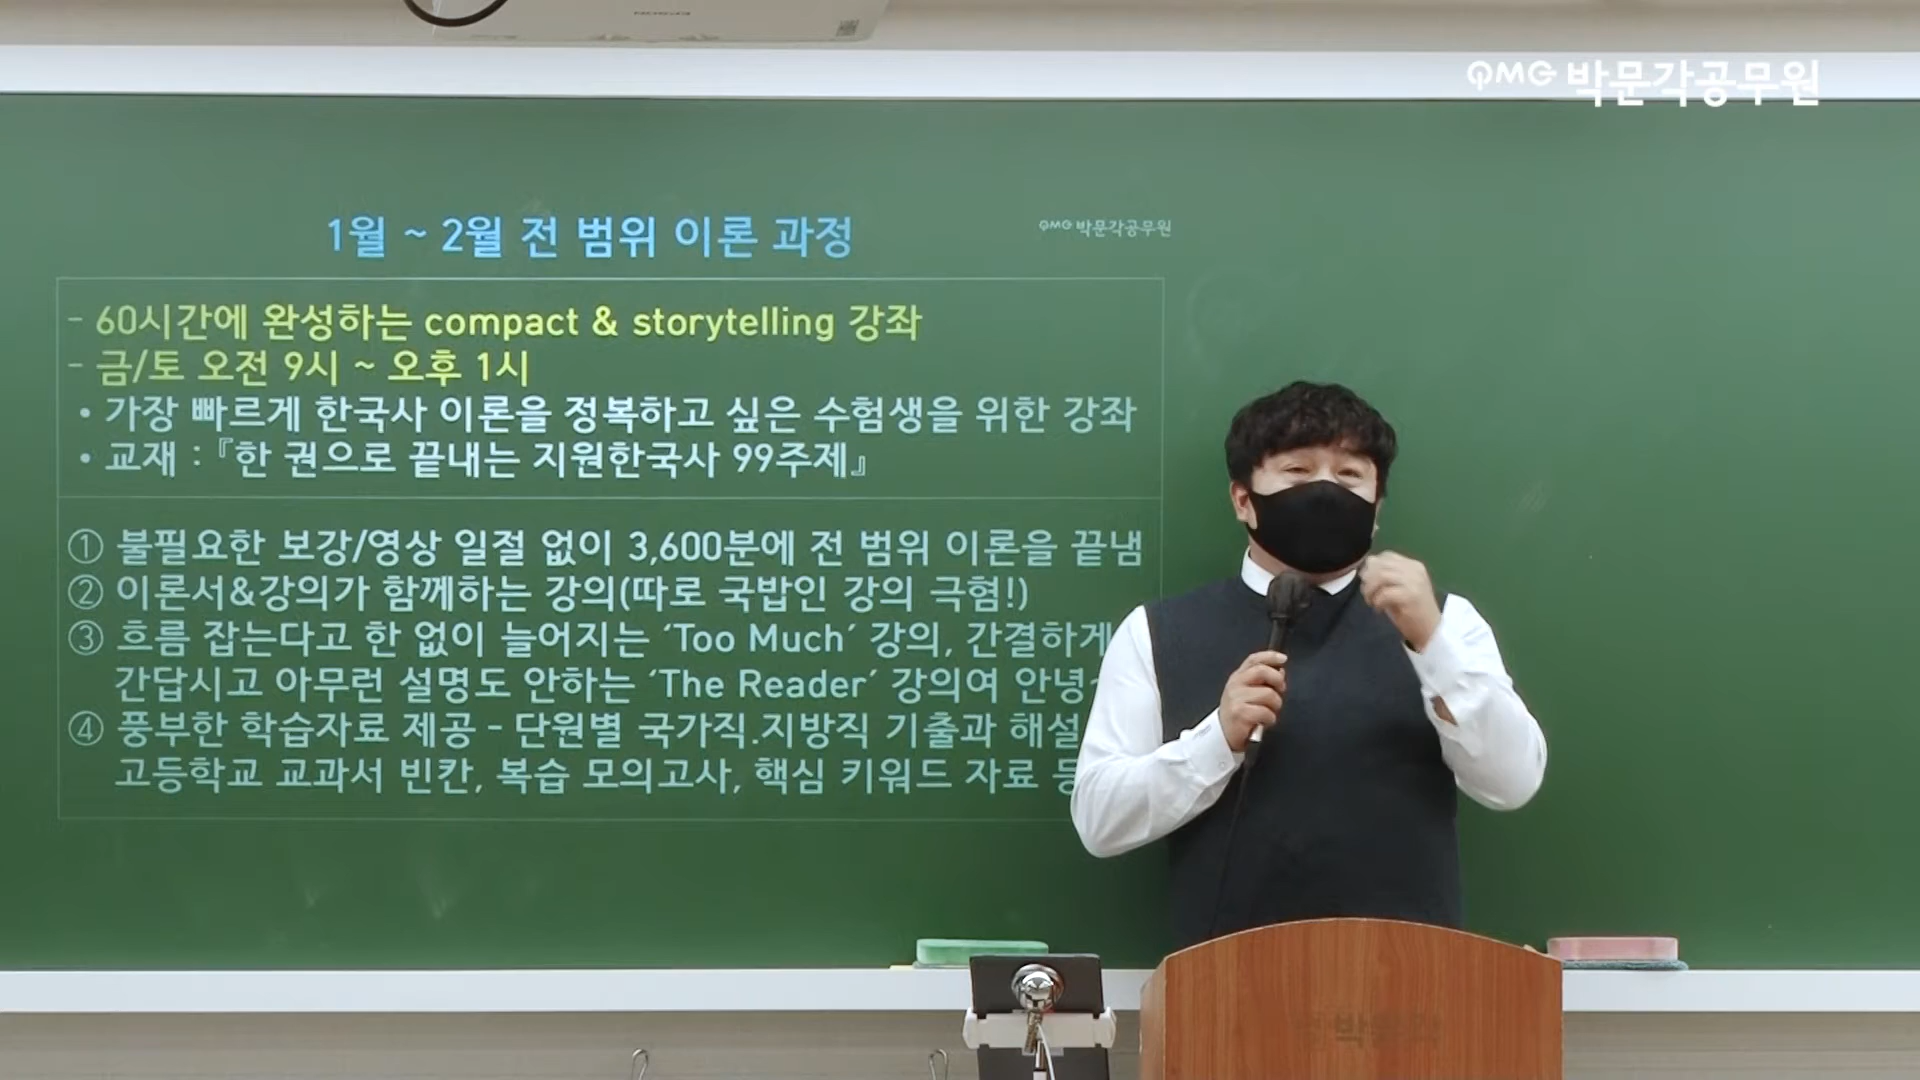 PMG 박문각공무원
1월 ~ 2월 전 범위 이론 과정
PMG 박문각공무원
- 60시간에 완성하는 compact & storytelling 강좌
- 금/토 오전 9시 ~ 오후 1시
• 가장 빠르게 한국사 이론을 정복하고 싶은 수험생을 위한 강좌
• 교재 : 『한 권으로 끝내는 지원한국사 99주제』
① 불필요한 보강/영상 일절 없이 3,600분에 전 범위 이론을 끝냄
② 이론서&강의가 함께하는 강의(따로 국밥인 강의 극혐!)
③ 흐름 잡는다고 한 없이 늘어지는 ‘Too Much’ 강의, 간결하게
간답시고 아무런 설명도 안하는 ‘The Reader’ 강의여 안녕~
④ 풍부한 학습자료 제공 - 단원별 국가직.지방직 기출과 해설
고등학교 교과서 빈칸, 복습 모의고사, 핵심 키워드 자료 등
박문각